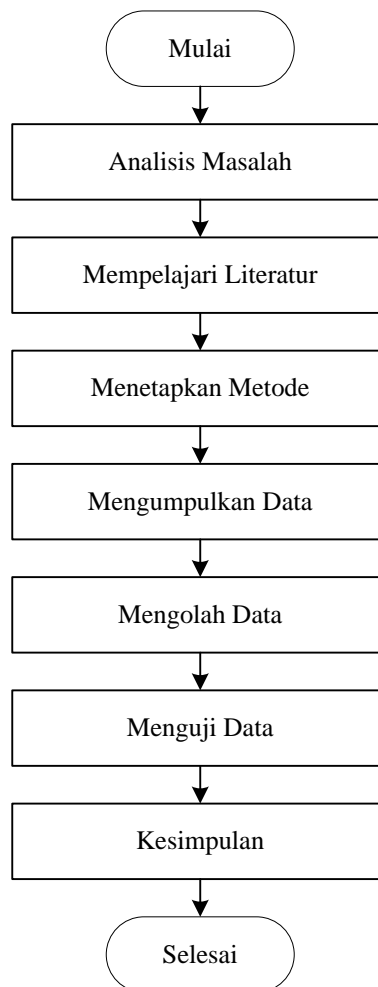 Mulai
Analisis Masalah
Mempelajari Literatur
Menetapkan Metode
Mengumpulkan Data
Mengolah Data
Menguji Data
Kesimpulan
Selesai